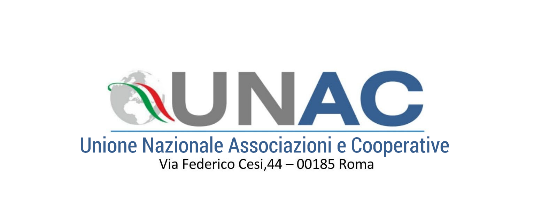 UNAC
Unione Nazionale Associazioni e Cooperative
Via Federico Cesi,44 – 00185 Roma